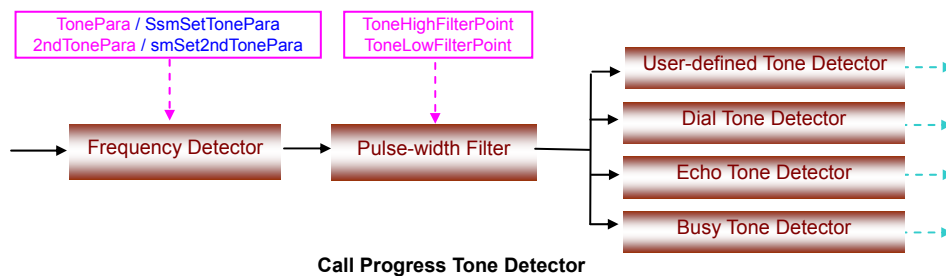 TonePara / SsmSetTonePara
2ndTonePara / smSet2ndTonePara
ToneHighFilterPoint
ToneLowFilterPoint
User-defined Tone Detector
Dial Tone Detector
Frequency Detector
Pulse-width Filter
Echo Tone Detector
Busy Tone Detector
Call Progress Tone Detector